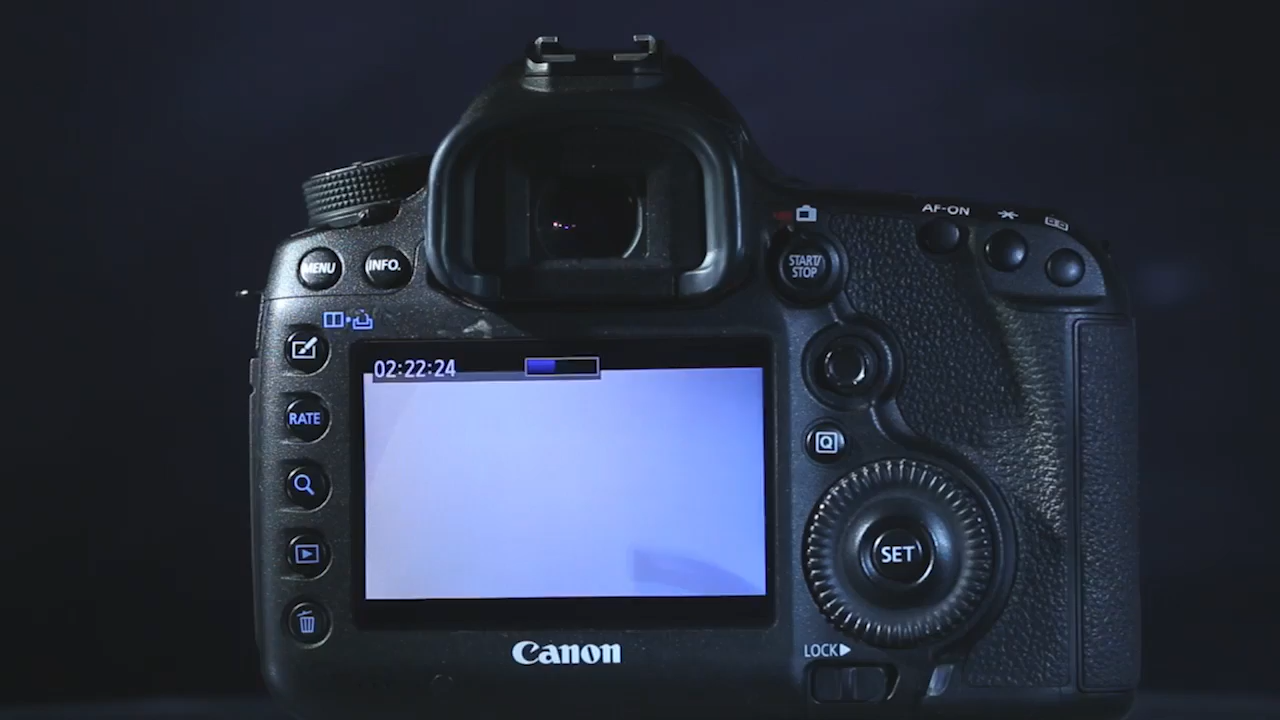 AF-ON
MENU
INFO.
START/
STOP
02:22:24
RATE
Q
SET
Canon
LOCK